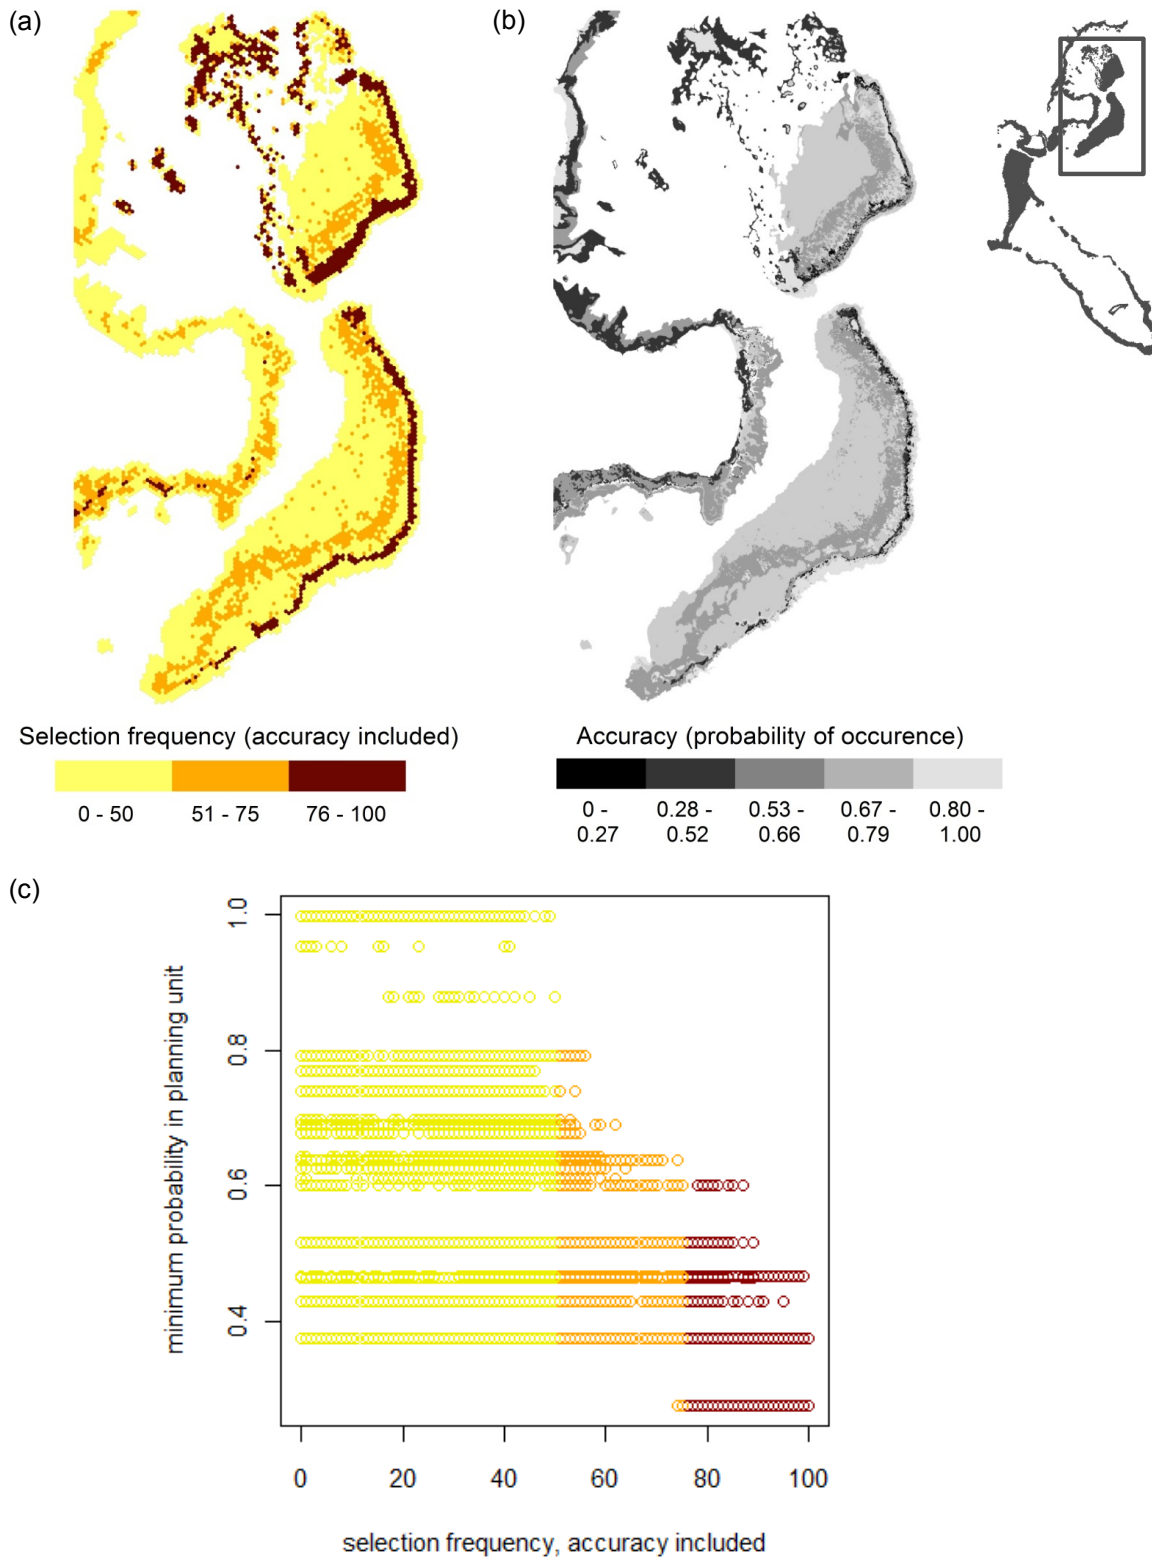 (a)
(b)
Selection frequency (accuracy included)
0 - 50 51 - 75 76 - 100
Accuracy (probability of occurence)
0 - 0.28 - 0.53 - 0.67 - 0.80 -
0.27 0.52 0.66 0.79 1.00
(c)
minimum probability in planning unit
1.0
0.8
0.6
0.4
0 20 40 60 80 100
selection frequency, accuracy included